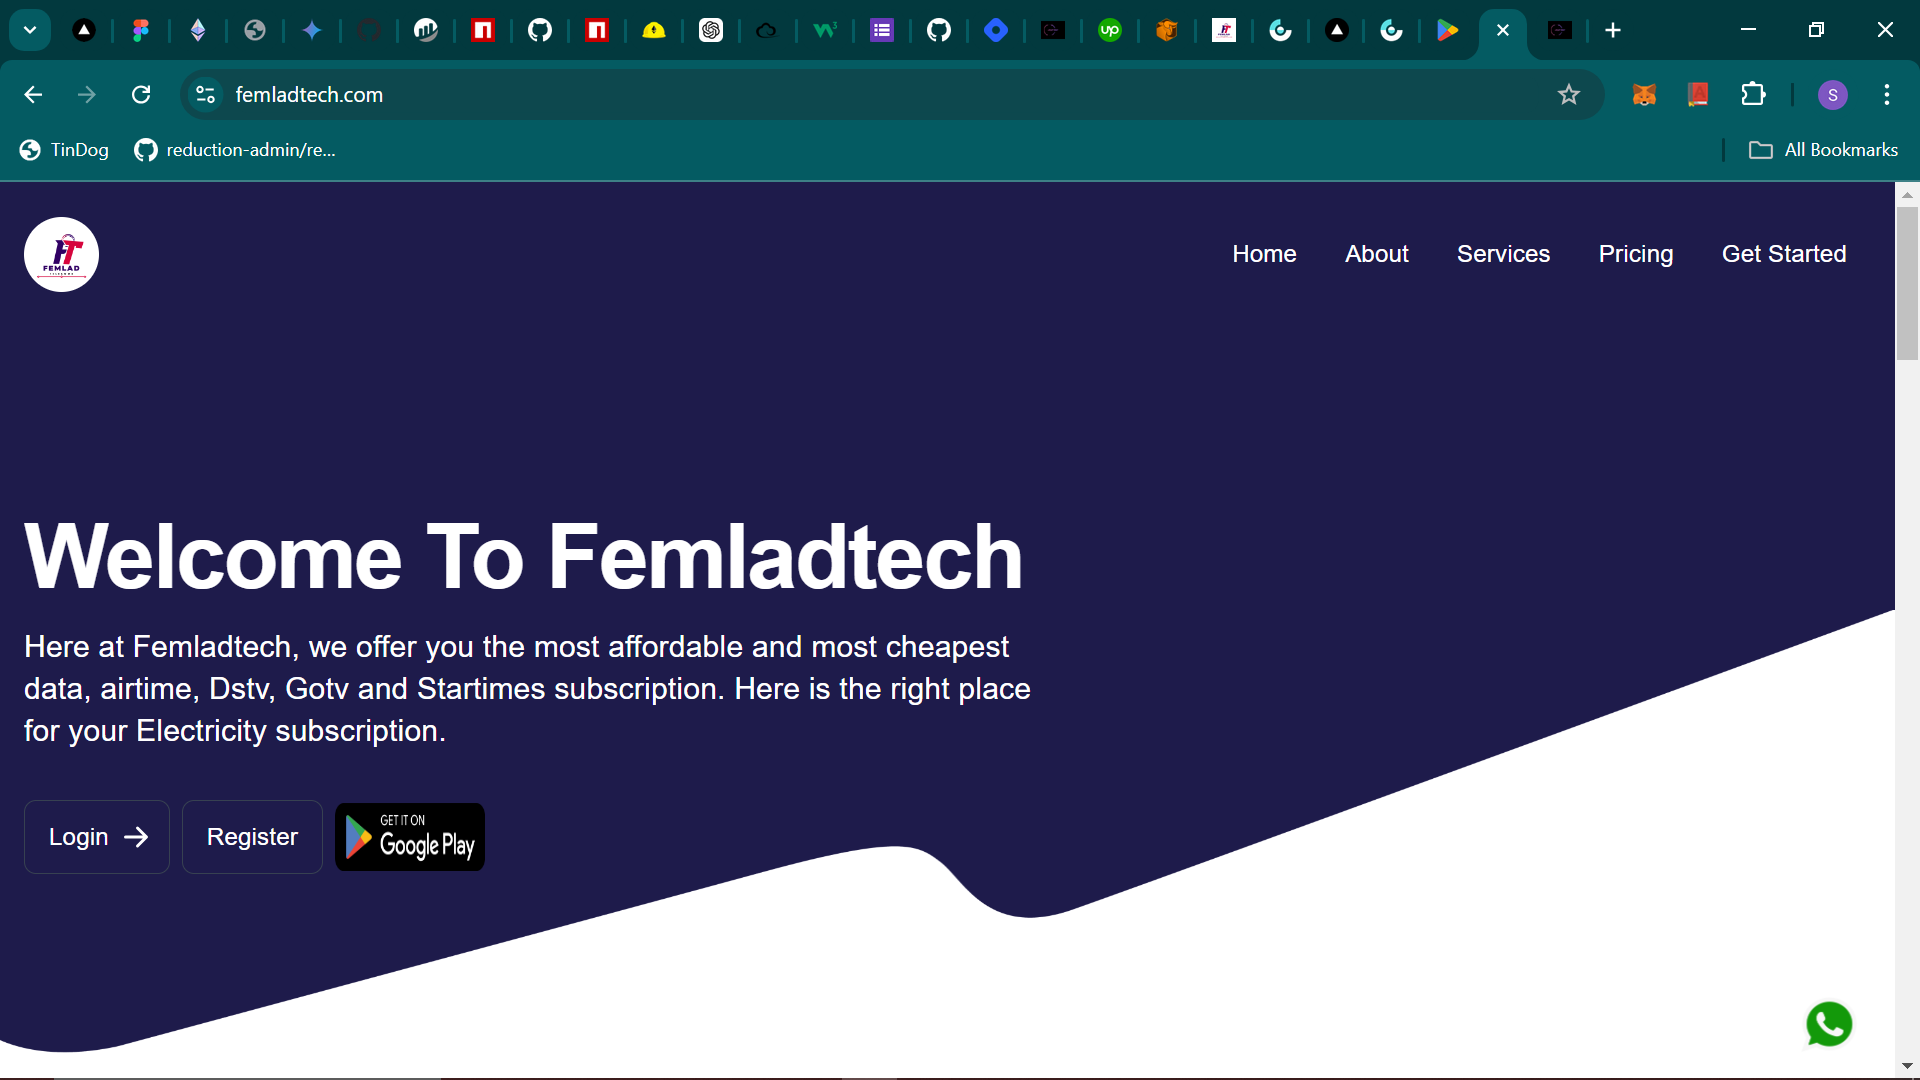 up
femladtech.com
S
TinDog
reduction-admin/re...
All Bookmarks
FT
FEMLAD
Home
About
Services
Pricing
Get Started
Welcome To Femladtech
Here at Femladtech, we offer you the most affordable and most cheapest
data, airtime, Dstv, Gotv and Startimes subscription. Here is the right place
for your Electricity subscription.
Login
Register
GET IT ON
Google Play